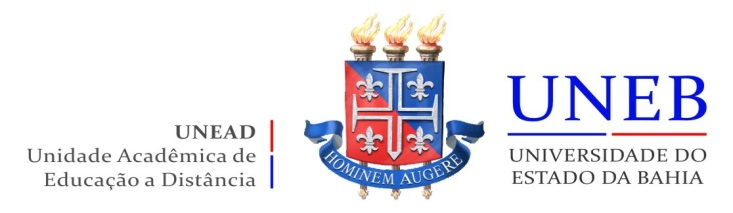 UNEAD
Unidade Acadêmica de
Educação a Distância
HOMINEM AUGERE
UNEB
UNIVERSIDADE DO
ESTADO DA BAHIA